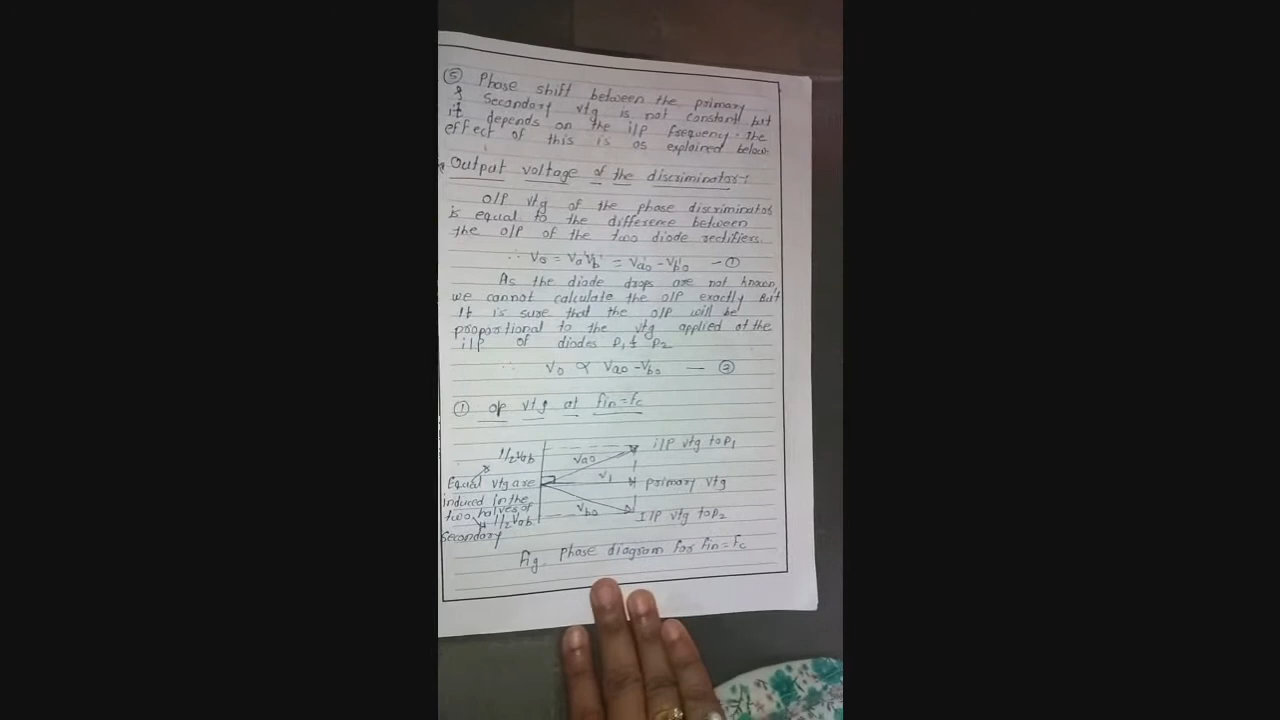 ⑤ Phase shift between the primary
& Secondary vtg is not constant but
it depends on the i/p frequency. the
effect of this is as explained below.
Output voltage of the discriminator:
O/P vtg of the phase discriminator
is equal to the difference between
the o/p of the two diode rectifiers.
∴ Vo = Va'Vb' = Va'o - Vb'o — ①
As the diode drops are not known,
we cannot calculate the o/p exactly But
It is sure that the o/p will be
proportional to the vtg applied at the
i/p of diodes D1 & D2
∴ Vo ∝ Vao - Vbo — ②
① op vtg at fin = fc
1/2 Vab
i/p vtg to D1
Vao
V1
Equal vtg are
primary vtg
induced in the
two halves of
Secondary
1/2 Vab
Vbo
I/p vtg to D2
Fig. Phase diagram for fin = fc